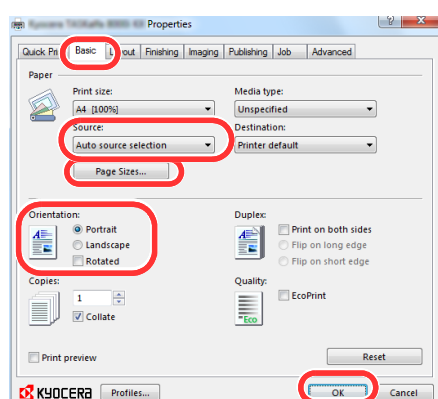 Properties
Quick Pri Basic Layout Finishing Imaging Publishing Job Advanced
Paper
Print size: Media type:
A4 [100%] Unspecified
Source: Destination:
Auto source selection Printer default
Page Sizes...
Orientation: Duplex:
Portrait Print on both sides
Landscape Flip on long edge
Rotated Flip on short edge
Copies: Quality:
1 EcoPrint
Collate Eco
Print preview Reset
KYOCERA Profiles... OK Cancel